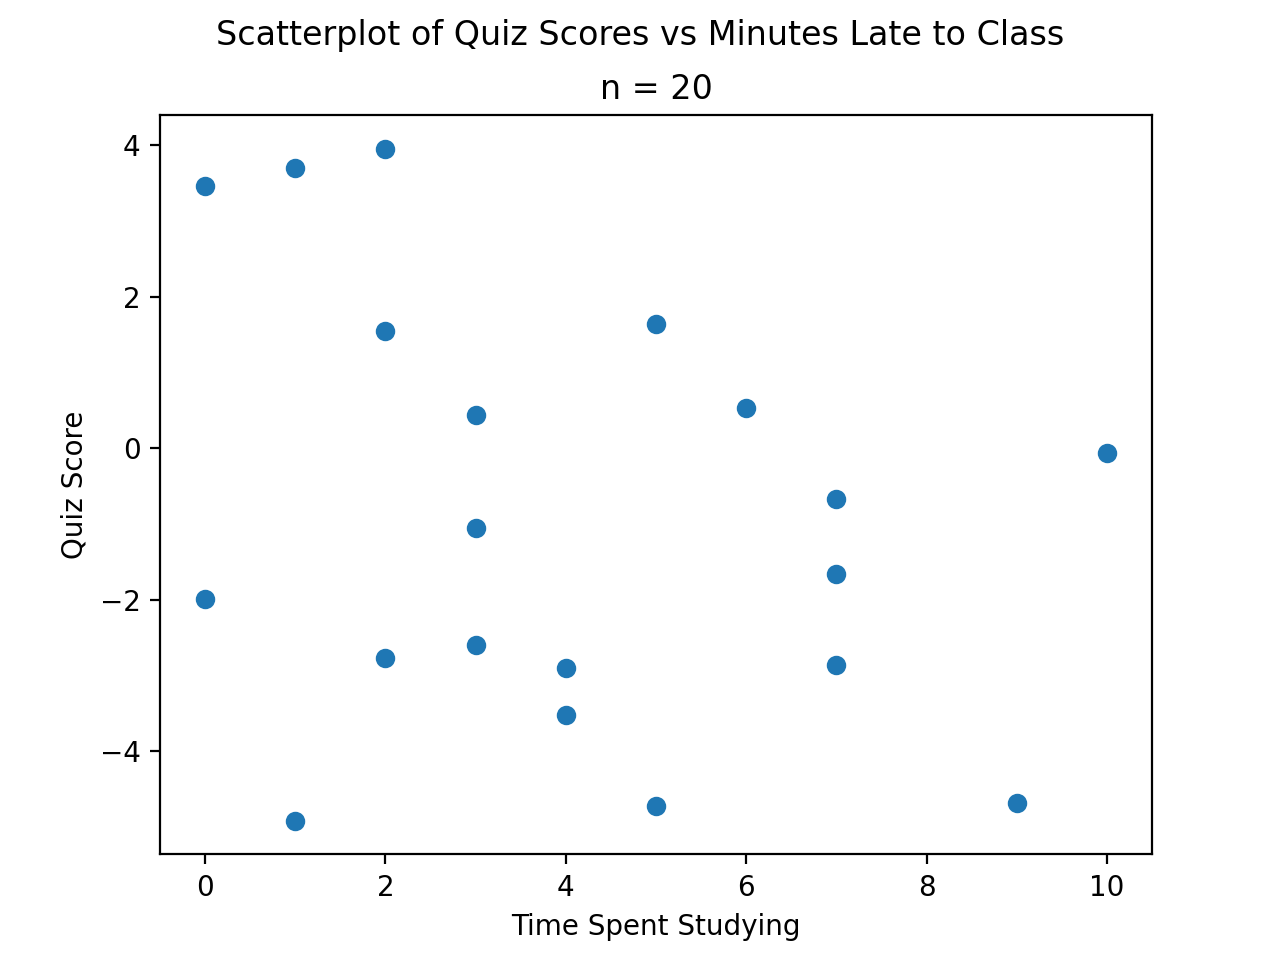 Scatterplot of Quiz Scores vs Minutes Late to Class
n = 20
4
2
0
−2
−4
Quiz Score
0 2 4 6 8 10
Time Spent Studying